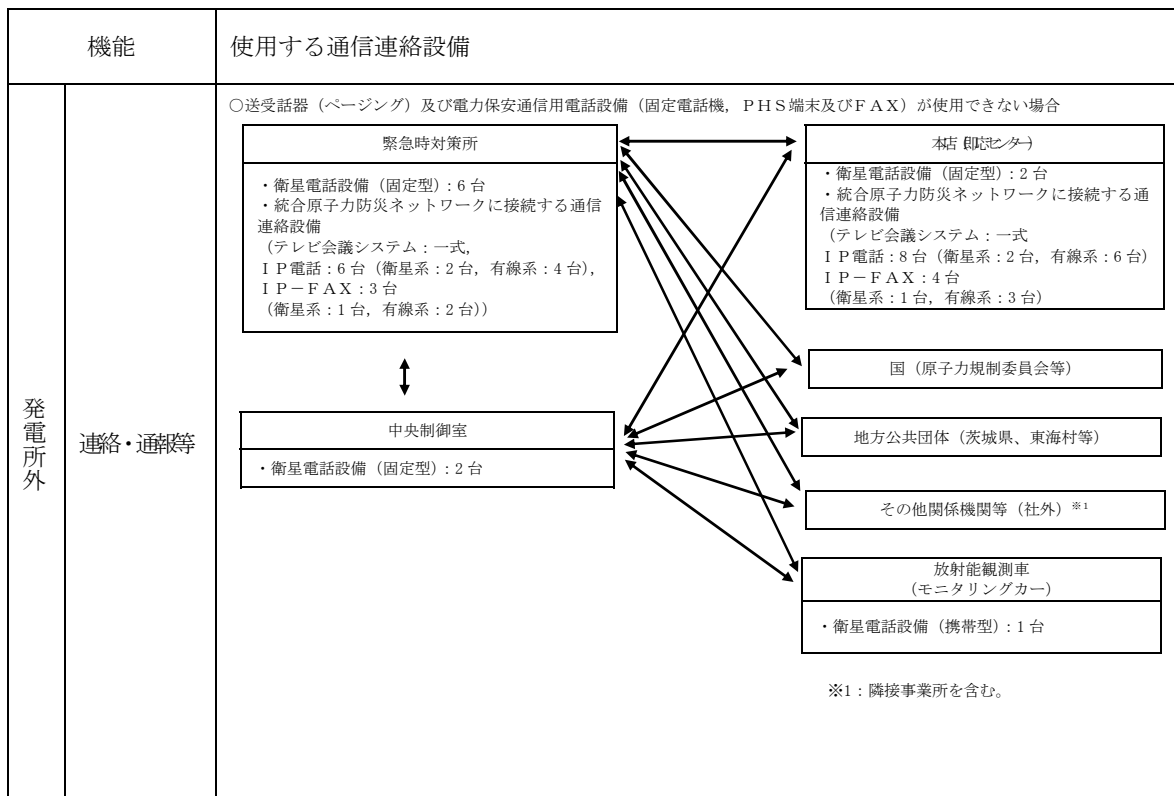 機能
使用する通信連絡設備
発電所外
連絡・通報等
○送受話器（ページング）及び電力保安通信用電話設備（固定電話機，ＰＨＳ端末及びＦＡＸ）が使用できない場合
緊急時対策所
・衛星電話設備（固定型）：6 台
・統合原子力防災ネットワークに接続する通信
連絡設備
（テレビ会議システム：一式，
ＩＰ電話：6 台（衛星系：2 台，有線系：4 台），
ＩＰ－ＦＡＸ：3 台
（衛星系：1 台，有線系：2 台））
中央制御室
・衛星電話設備（固定型）：2 台
本店（即応センター）
・衛星電話設備（固定型）：2 台
・統合原子力防災ネットワークに接続する通
信連絡設備
（テレビ会議システム：一式
ＩＰ電話：8 台（衛星系：2 台，有線系：6 台）
ＩＰ－ＦＡＸ：4 台
（衛星系：1 台，有線系：3 台）
国（原子力規制委員会等）
地方公共団体（茨城県、東海村等）
その他関係機関等（社外）※1
放射能観測車
（モニタリングカー）
・衛星電話設備（携帯型）：1 台
※1：隣接事業所を含む。